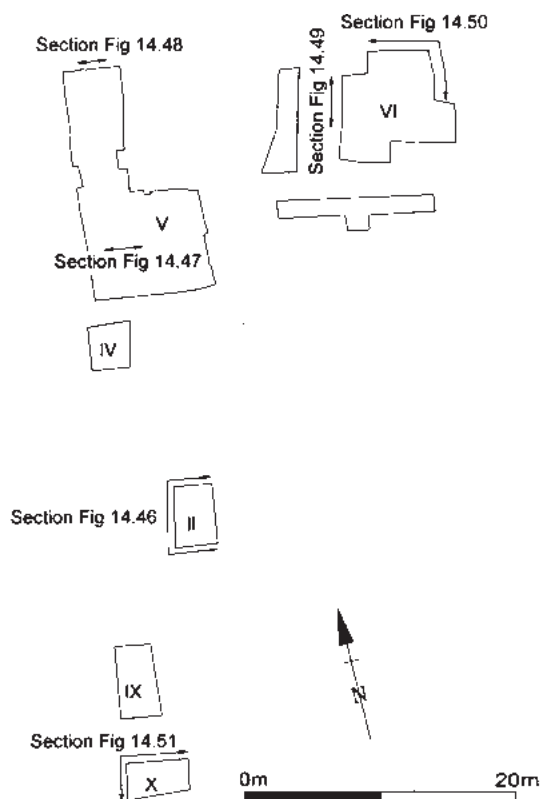 Section Fig 14.50
Section Fig 14.48
Section Fig 14.49
VI
V
Section Fig 14.47
IV
Section Fig 14.46
II
IX
N
Section Fig 14.51
X
0m
20m